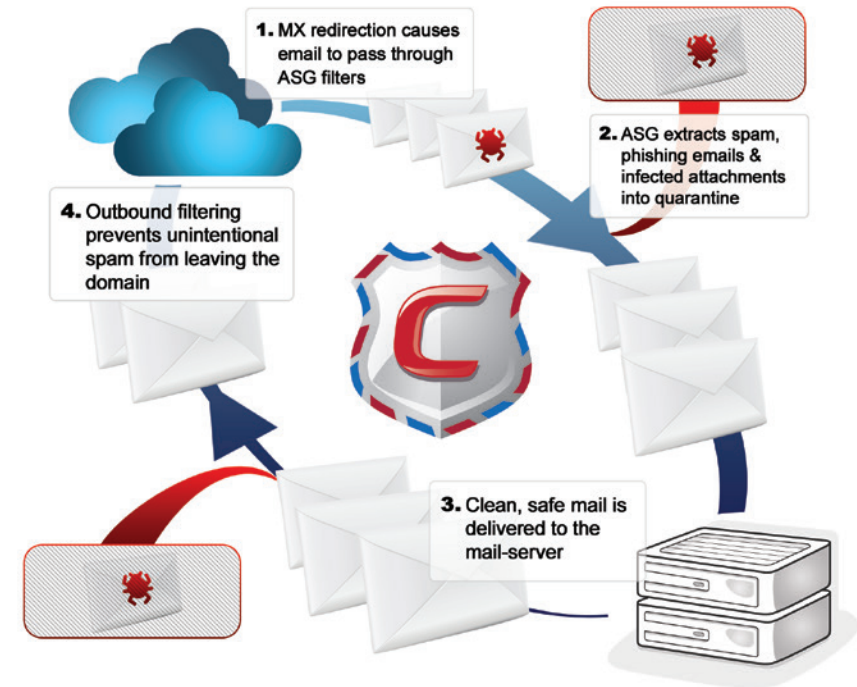 1. MX redirection causes
email to pass through
ASG filters
2. ASG extracts spam,
phishing emails &
infected attachments
into quarantine
4. Outbound filtering
prevents unintentional
spam from leaving the
domain
C
3. Clean, safe mail is
delivered to the
mail-server